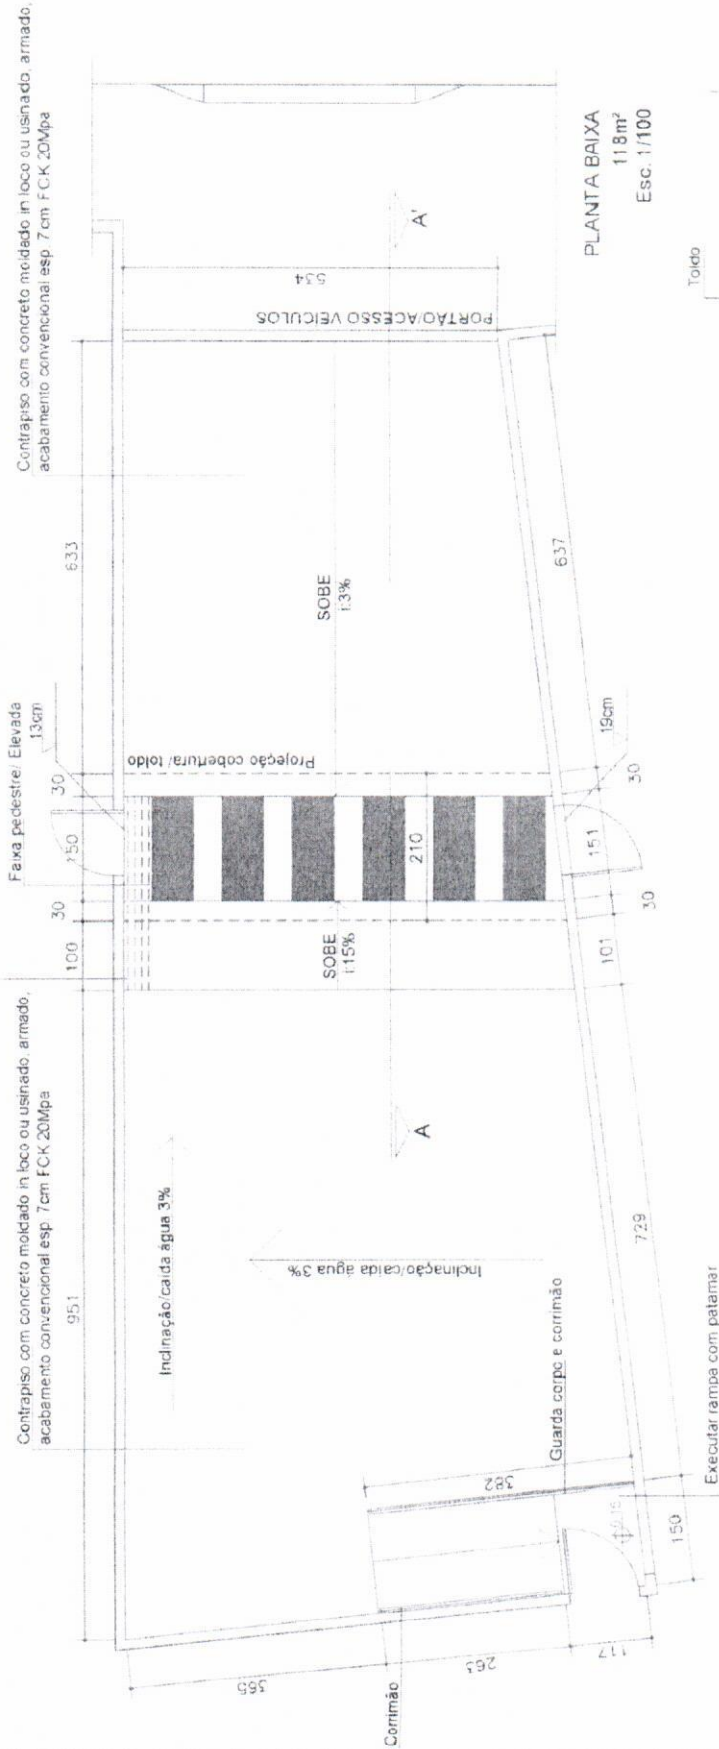 Contrapiso com concreto moldado in loco ou usinado, armado,
acabamento convencional esp. 7cm FCK 20Mpa
Faixa pedestre/ Elevada
13cm
Contrapiso com concreto moldado in loco ou usinado, armado,
acabamento convencional esp. 7cm FCK 20Mpa
951
100
30
150
30
633
Inclinação/caida água 3%
Inclinação/caida água 3%
SOBE
i:15%
210
Projeção cobertura/ toldo
SOBE
i:3%
PORTÃO/ACESSO VEÍCULOS
534
A
A'
365
263
117
Corrimão
382
Guarda corpo e corrimão
150
729
101
30
151
30
19cm
637
Executar rampa com patamar
PLANTA BAIXA
118m²
Esc. 1/100
Toldo